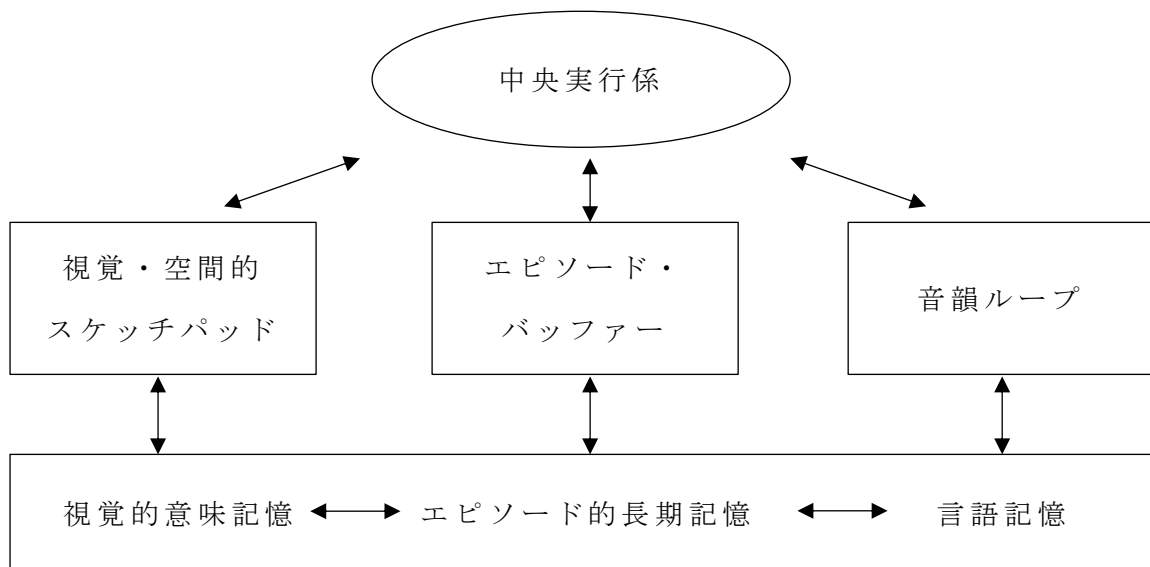 中央実行係
視覚・空間的
スケッチパッド
エピソード・
バッファー
音韻ループ
視覚的意味記憶
エピソード的長期記憶
言語記憶